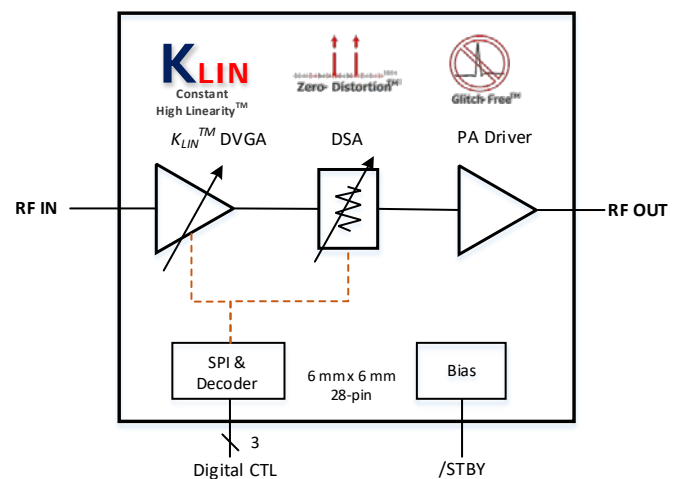 KLIN
Constant
High Linearity™
Zero-Distortion™
Glitch-Free™
KLIN™ DVGA
DSA
PA Driver
RF IN
RF OUT
SPI &
Decoder
6 mm x 6 mm
28-pin
Bias
3
Digital CTL
/STBY